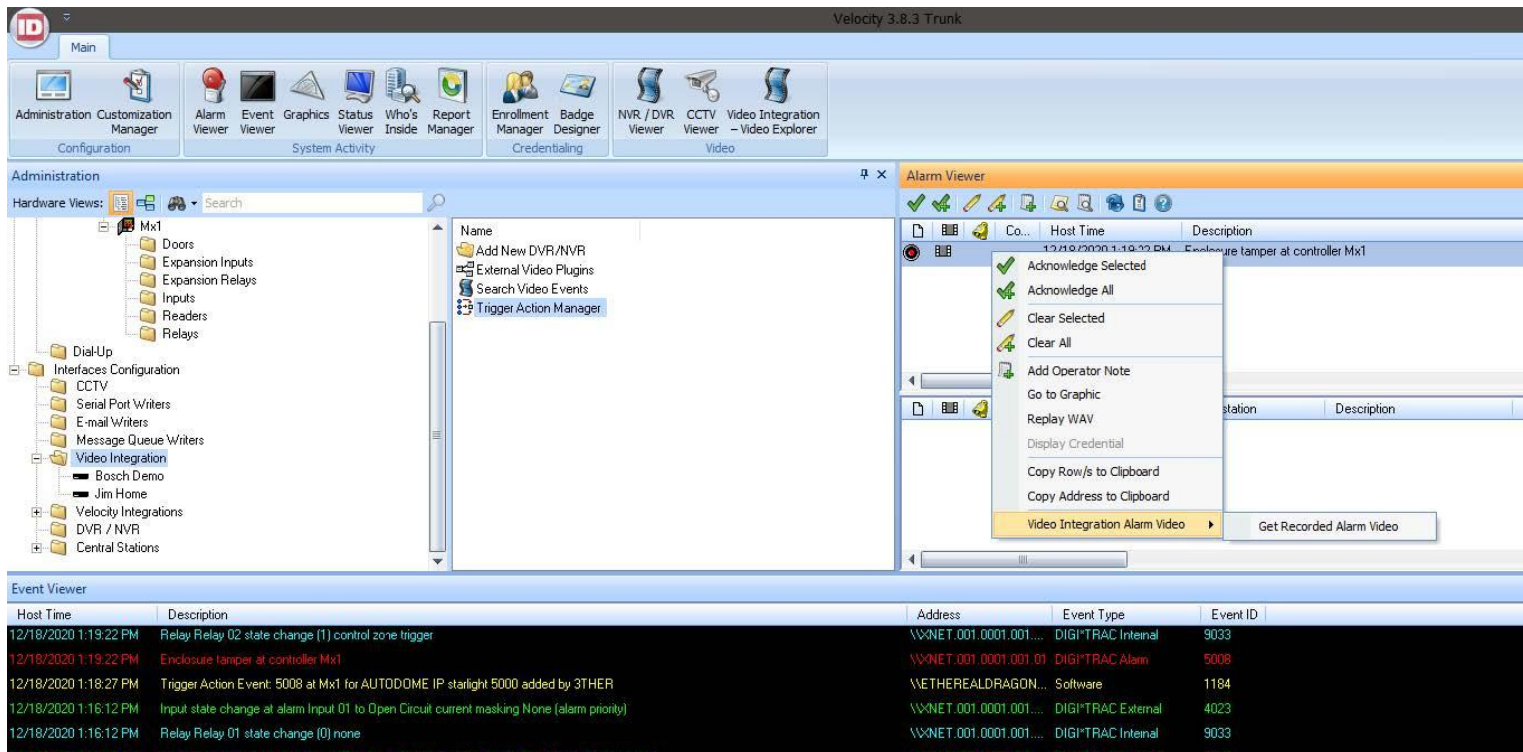 ID
Velocity 3.8.3 Trunk
Main
Administration
Customization Manager
Configuration
Alarm Viewer
Event Viewer
Graphics
Status Viewer
Who's Inside
Report Manager
System Activity
Enrollment Manager
Badge Designer
Credentialing
NVR / DVR Viewer
CCTV Viewer
Video Integration – Video Explorer
Video
Administration
Hardware Views:
Search
Mx1
Doors
Expansion Inputs
Expansion Relays
Inputs
Readers
Relays
Dial-Up
Interfaces Configuration
CCTV
Serial Port Writers
E-mail Writers
Message Queue Writers
Video Integration
Bosch Demo
Jim Home
Velocity Integrations
DVR / NVR
Central Stations
Name
Add New DVR/NVR
External Video Plugins
Search Video Events
Trigger Action Manager
Alarm Viewer
Co... Host Time Description
12/18/2020 1:19:22 PM Enclosure tamper at controller Mx1
Acknowledge Selected
Acknowledge All
Clear Selected
Clear All
Add Operator Note
Go to Graphic
Replay WAV
Display Credential
Copy Row/s to Clipboard
Copy Address to Clipboard
Video Integration Alarm Video
Get Recorded Alarm Video
station Description
Event Viewer
Host Time Description Address Event Type Event ID
12/18/2020 1:19:22 PM Relay Relay 02 state change (1) control zone trigger \\XNET.001.0001.001.... DIGI*TRAC Internal 9033
12/18/2020 1:19:22 PM Enclosure tamper at controller Mx1 \\XNET.001.0001.001.01 DIGI*TRAC Alarm 5008
12/18/2020 1:18:27 PM Trigger Action Event: 5008 at Mx1 for AUTODOME IP starlight 5000 added by 3THER \\ETHEREALDRAGON... Software 1184
12/18/2020 1:16:12 PM Input state change at alarm Input 01 to Open Circuit current masking None (alarm priority) \\XNET.001.0001.001.... DIGI*TRAC External 4023
12/18/2020 1:16:12 PM Relay Relay 01 state change (0) none \\XNET.001.0001.001.... DIGI*TRAC Internal 9033